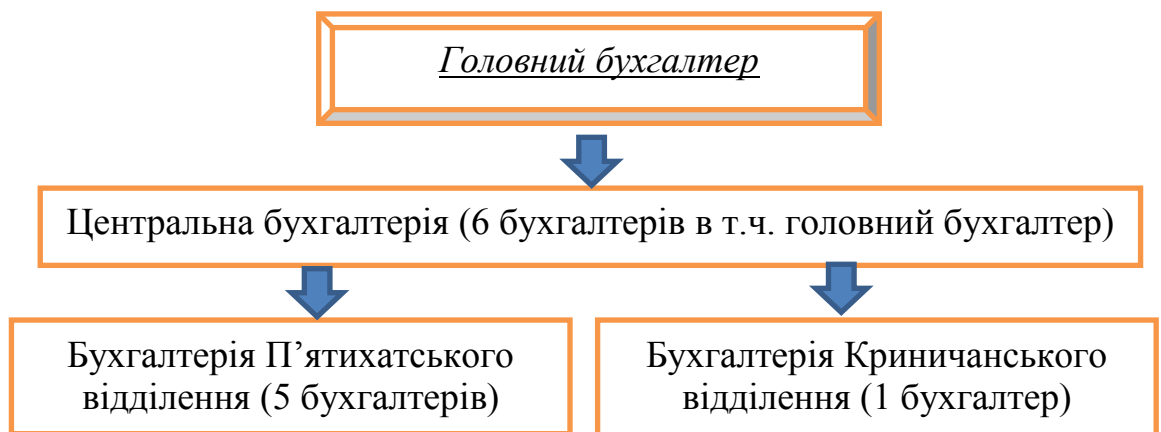 Головний бухгалтер
Центральна бухгалтерія (6 бухгалтерів в т.ч. головний бухгалтер)
Бухгалтерія П’ятихатського
відділення (5 бухгалтерів)
Бухгалтерія Криничанського
відділення (1 бухгалтер)